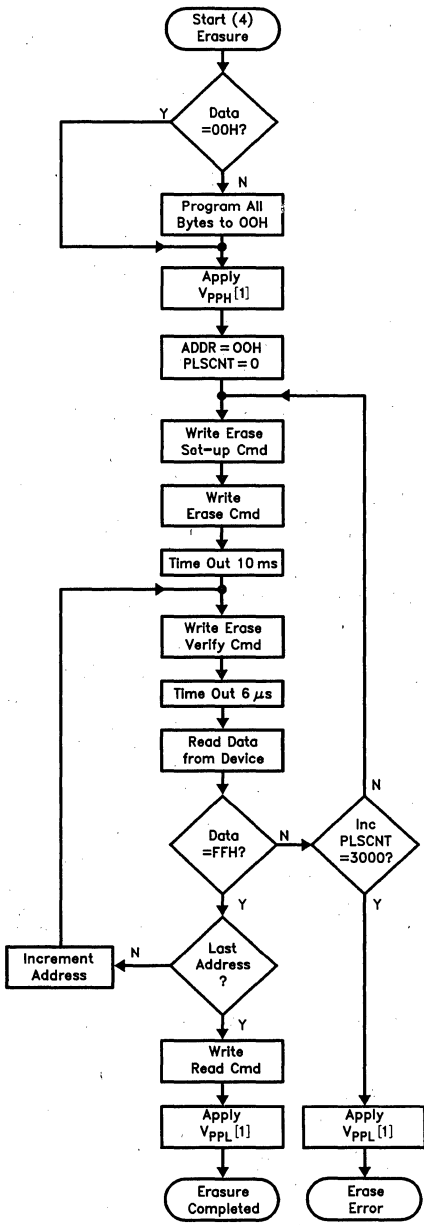 Start (4)
Erasure
Data
=00H?
Y
N
Program All
Bytes to 00H
Apply
VPPH[1]
ADDR = 00H
PLSCNT = 0
Write Erase
Set-up Cmd
Write
Erase Cmd
Time Out 10 ms
Write Erase
Verify Cmd
Time Out 6 μs
Read Data
from Device
Data
=FFH?
N
Y
Inc
PLSCNT
=3000?
N
Y
Last
Address
?
N
Y
Increment
Address
Write
Read Cmd
Apply
VPPL[1]
Apply
VPPL[1]
Erasure
Completed
Erase
Error